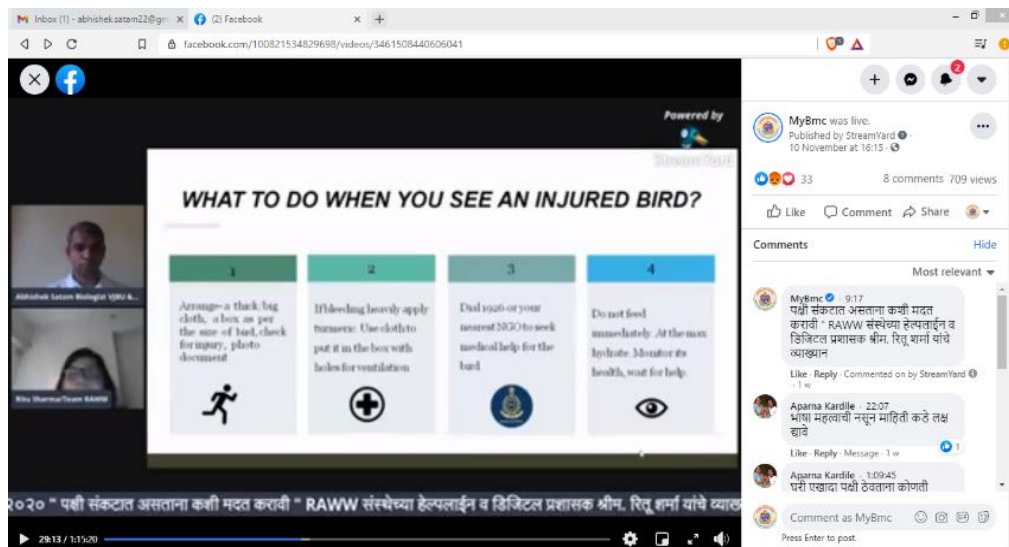 Inbox (1) - abhishek.satam22@gm
(2) Facebook
facebook.com/100821534829698/videos/3461508440606041
Powered by
StreamYard
WHAT TO DO WHEN YOU SEE AN INJURED BIRD?
1
Arrange- a thick/big
cloth, a box as per
the size of bird, check
for injury, photo
document
2
If bleeding heavily apply
turmeric. Use cloth to
put it in the box with
holes for ventilation
3
Dial 1926 or your
nearest NGO to seek
medical help for the
bird.
4
Do not feed
immediately. At the max
hydrate. Monitor its
health, wait for help.
Abhishek Satam Biologist VJBU &...
Ritu Sharma/Team RAWW
२०२० " पक्षी संकटात असताना कशी मदत करावी " RAWW संस्थेच्या हेल्पलाईन व डिजिटल प्रशासक श्रीम. रितू शर्मा यांचे व्याख
29:13 / 1:15:20
2
MyBmc was live.
Published by StreamYard
10 November at 16:15
33
8 comments 709 views
Like Comment Share
Comments Hide
Most relevant
MyBmc · 9:17
पक्षी संकटात असताना कशी मदत
करावी " RAWW संस्थेच्या हेल्पलाईन व
डिजिटल प्रशासक श्रीम. रितू शर्मा यांचे
व्याख्यान
Like · Reply · Commented on by StreamYard
· 1 w
Aparna Kardile · 22:07
भाषा महत्वाची नसून माहिती कडे लक्ष
द्यावे
1
Like · Reply · Message · 1 w
Aparna Kardile · 1:09:45
घरी एखादा पक्षी ठेवताना कोणती
Comment as MyBmc
Press Enter to post.